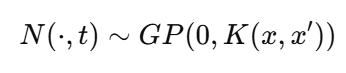 N(·, t) ∼ GP(0, K(x, x′))